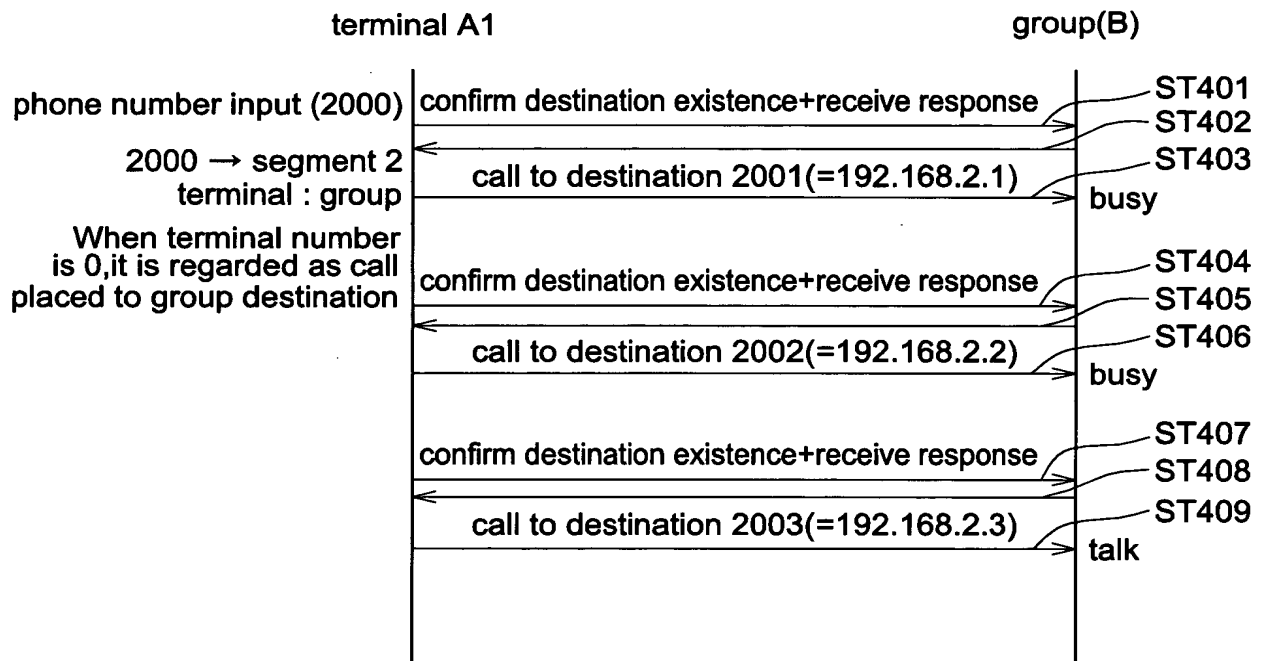 terminal A1
group(B)
phone number input (2000)
confirm destination existence+receive response
ST401
ST402
2000 → segment 2
terminal : group
call to destination 2001(=192.168.2.1)
ST403
busy
When terminal number
is 0,it is regarded as call
placed to group destination
confirm destination existence+receive response
ST404
ST405
call to destination 2002(=192.168.2.2)
ST406
busy
confirm destination existence+receive response
ST407
ST408
call to destination 2003(=192.168.2.3)
ST409
talk